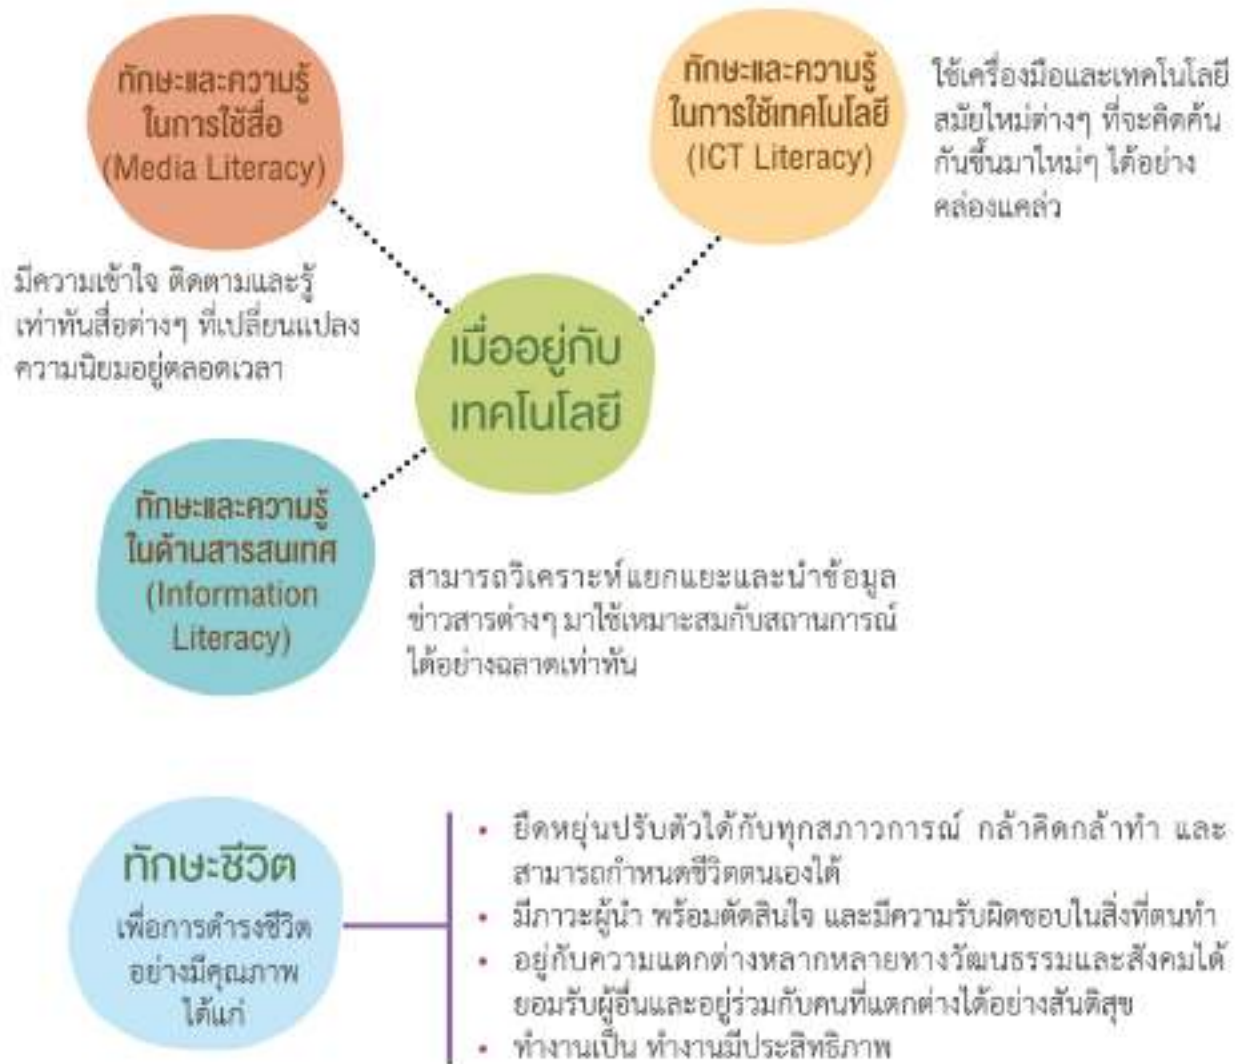 ทักษะและความรู้
ในการใช้สื่อ
(Media Literacy)
มีความเข้าใจ ติดตามและรู้
เท่าทันสื่อต่างๆ ที่เปลี่ยนแปลง
ความนิยมอยู่ตลอดเวลา
ทักษะและความรู้
ในการใช้เทคโนโลยี
(ICT Literacy)
ใช้เครื่องมือและเทคโนโลยี
สมัยใหม่ต่างๆ ที่จะคิดค้น
กันขึ้นมาใหม่ๆ ได้อย่าง
คล่องแคล่ว
เมื่ออยู่กับ
เทคโนโลยี
ทักษะและความรู้
ในด้านสารสนเทศ
(Information
Literacy)
สามารถวิเคราะห์แยกแยะและนำข้อมูล
ข่าวสารต่างๆ มาใช้เหมาะสมกับสถานการณ์
ได้อย่างฉลาดเท่าทัน
ทักษะชีวิต
เพื่อการดำรงชีวิต
อย่างมีคุณภาพ
ได้แก่
• ยืดหยุ่นปรับตัวได้กับทุกสภาวการณ์ กล้าคิดกล้าทำ และ
สามารถกำหนดชีวิตตนเองได้
• มีภาวะผู้นำ พร้อมตัดสินใจ และมีความรับผิดชอบในสิ่งที่ตนทำ
• อยู่กับความแตกต่างหลากหลายทางวัฒนธรรมและสังคมได้
ยอมรับผู้อื่นและอยู่ร่วมกับคนที่แตกต่างได้อย่างสันติสุข
• ทำงานเป็น ทำงานมีประสิทธิภาพ